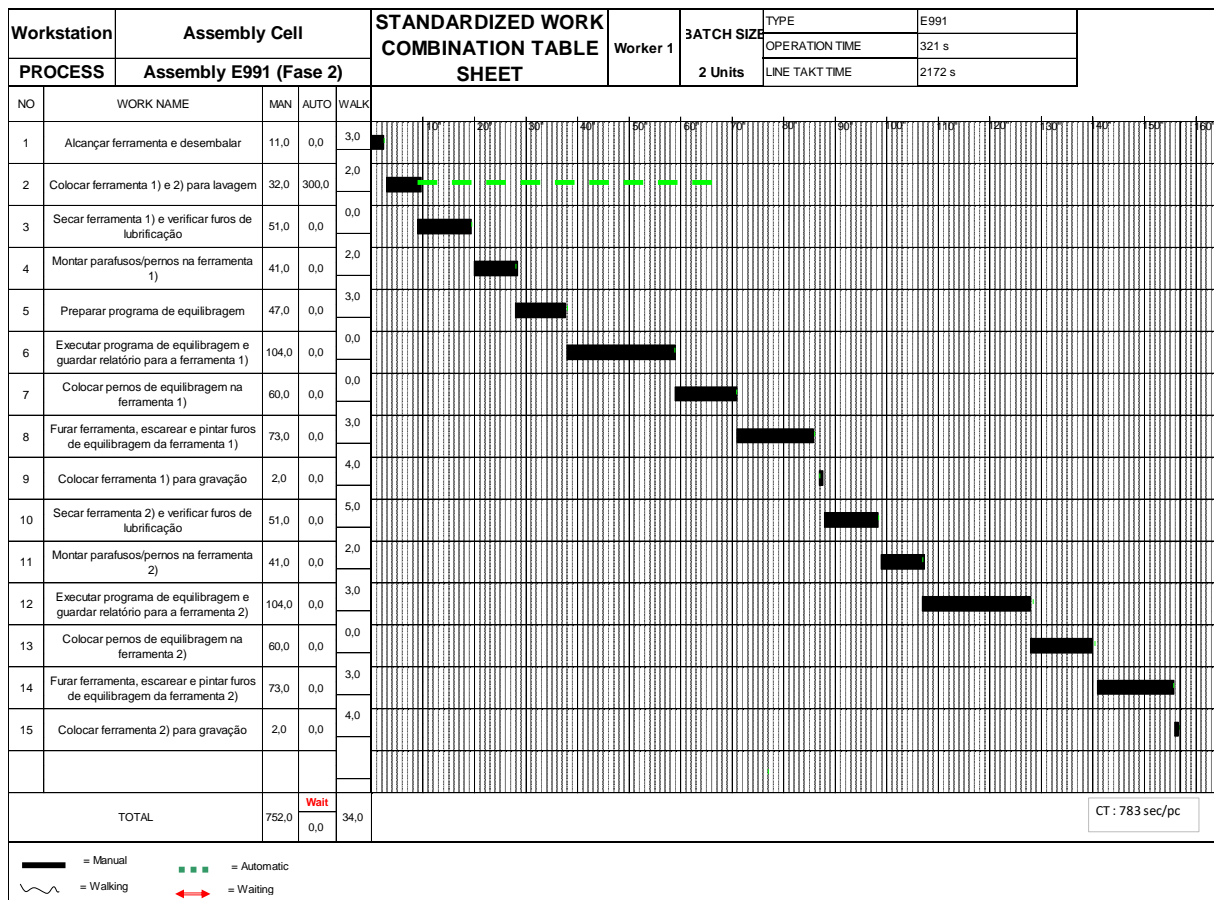 Workstation
Assembly Cell
STANDARDIZED WORK
COMBINATION TABLE
SHEET
Worker 1
BATCH SIZE
2 Units
TYPE
E991
OPERATION TIME
321 s
LINE TAKT TIME
2172 s
PROCESS
Assembly E991 (Fase 2)
NO WORK NAME MAN AUTO WALK
10" 20" 30" 40" 50" 60" 70" 80" 90" 100" 110" 120" 130" 140" 150" 160"
1 Alcançar ferramenta e desembalar 11,0 0,0 3,0
2 Colocar ferramenta 1) e 2) para lavagem 32,0 300,0 2,0
3 Secar ferramenta 1) e verificar furos de
lubrificação 51,0 0,0 0,0
4 Montar parafusos/pernos na ferramenta
1) 41,0 0,0 2,0
5 Preparar programa de equilibragem 47,0 0,0 3,0
6 Executar programa de equilibragem e
guardar relatório para a ferramenta 1) 104,0 0,0 0,0
7 Colocar pernos de equilibragem na
ferramenta 1) 60,0 0,0 0,0
8 Furar ferramenta, escarear e pintar furos
de equilibragem da ferramenta 1) 73,0 0,0 3,0
9 Colocar ferramenta 1) para gravação 2,0 0,0 4,0
10 Secar ferramenta 2) e verificar furos de
lubrificação 51,0 0,0 5,0
11 Montar parafusos/pernos na ferramenta
2) 41,0 0,0 2,0
12 Executar programa de equilibragem e
guardar relatório para a ferramenta 2) 104,0 0,0 3,0
13 Colocar pernos de equilibragem na
ferramenta 2) 60,0 0,0 0,0
14 Furar ferramenta, escarear e pintar furos
de equilibragem da ferramenta 2) 73,0 0,0 3,0
15 Colocar ferramenta 2) para gravação 2,0 0,0 4,0
TOTAL 752,0 Wait 34,0
0,0
CT : 783 sec/pc
= Manual
= Automatic
= Walking
= Waiting